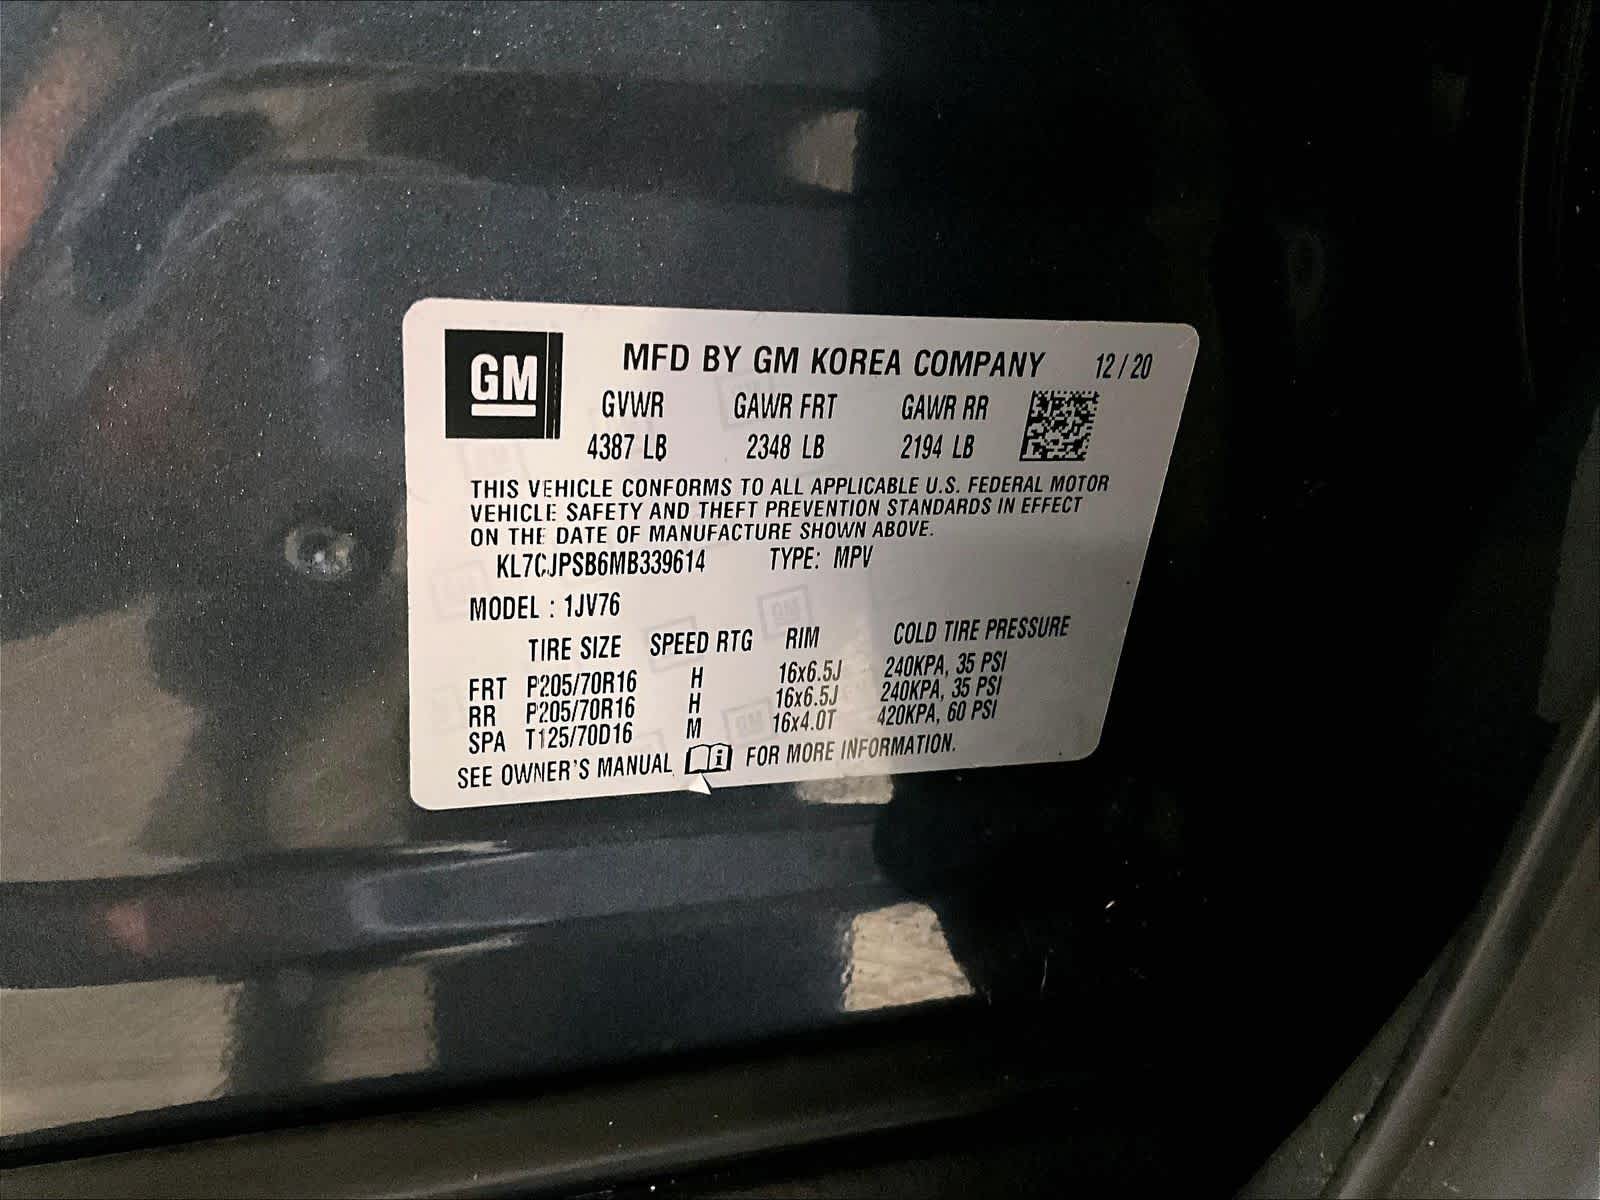 GM
MFD BY GM KOREA COMPANY 12/20
GVWR GAWR FRT GAWR RR
4387 LB 2348 LB 2194 LB
THIS VEHICLE CONFORMS TO ALL APPLICABLE U.S. FEDERAL MOTOR
VEHICLE SAFETY AND THEFT PREVENTION STANDARDS IN EFFECT
ON THE DATE OF MANUFACTURE SHOWN ABOVE.
KL7CJPSB6MB339614 TYPE: MPV
MODEL : 1JV76
TIRE SIZE SPEED RTG RIM COLD TIRE PRESSURE
FRT P205/70R16 H 16x6.5J 240KPA, 35 PSI
RR P205/70R16 H 16x6.5J 240KPA, 35 PSI
SPA T125/70D16 M 16x4.0T 420KPA, 60 PSI
SEE OWNER'S MANUAL i FOR MORE INFORMATION.